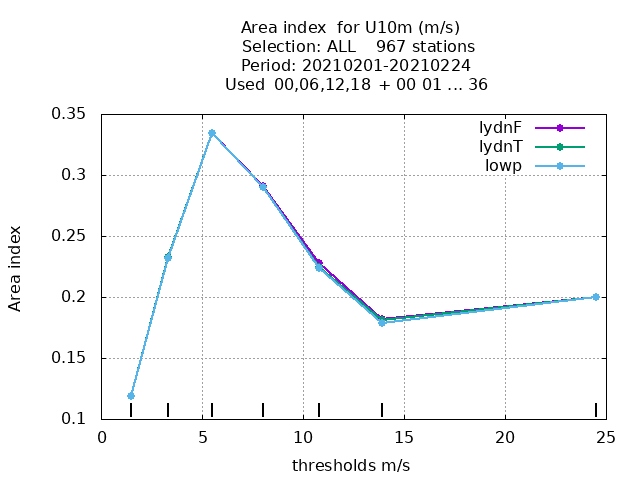 Area index  for U10m (m/s)
Selection: ALL    967 stations
Period: 20210201-20210224
Used  00,06,12,18  + 00 01 ... 36
0.35
lydnF
lydnT
lowp
0.3
0.25
Area index
0.2
0.15
0.1
0 5 10 15 20 25
thresholds m/s